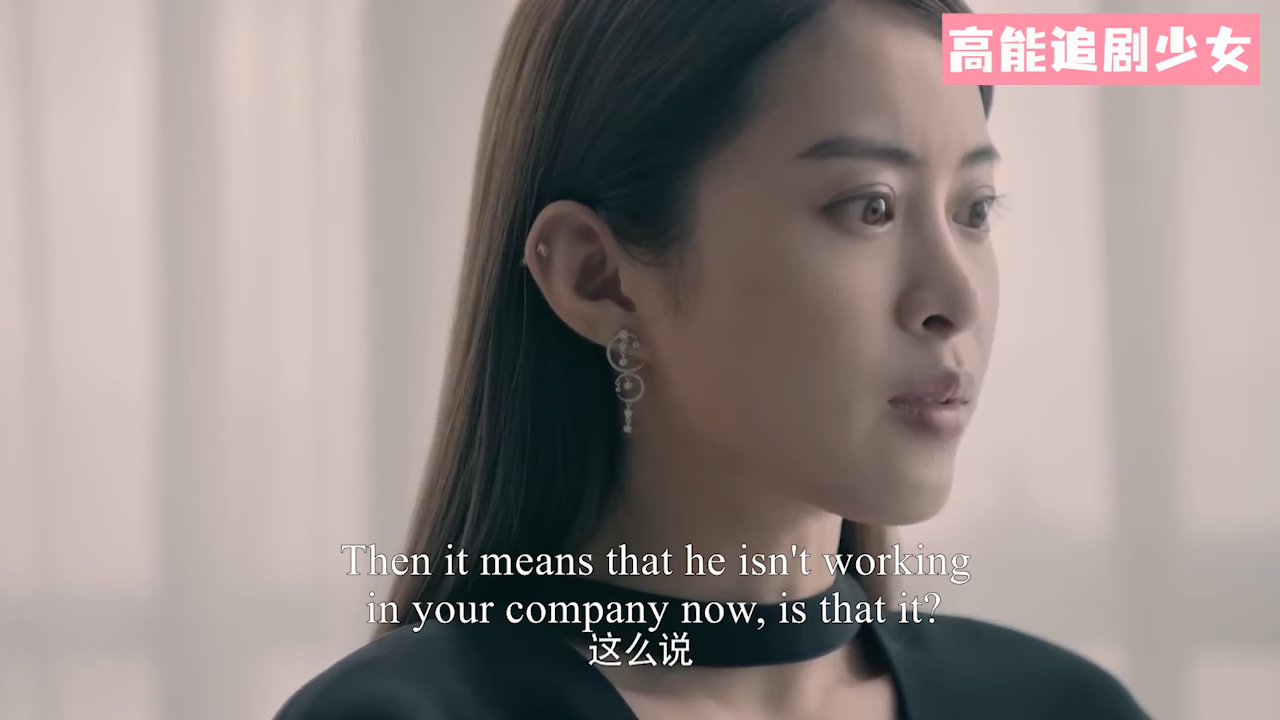 高能追剧少女
Then it means that he isn't working
in your company now, is that it?
这么说